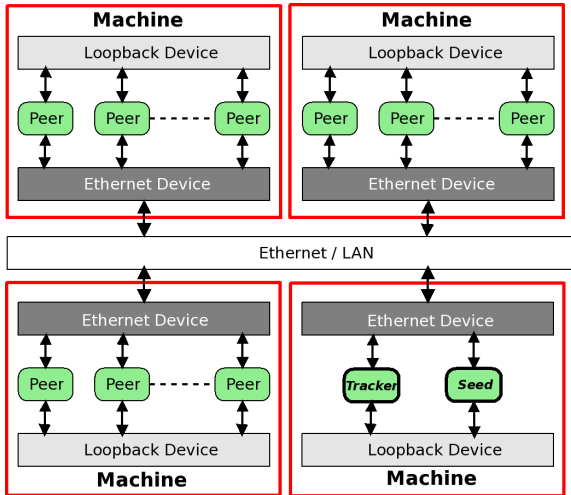 Machine
Loopback Device
Peer Peer Peer
Ethernet Device
Machine
Loopback Device
Peer Peer Peer
Ethernet Device
Ethernet / LAN
Ethernet Device
Peer Peer Peer
Loopback Device
Machine
Ethernet Device
Tracker Seed
Loopback Device
Machine